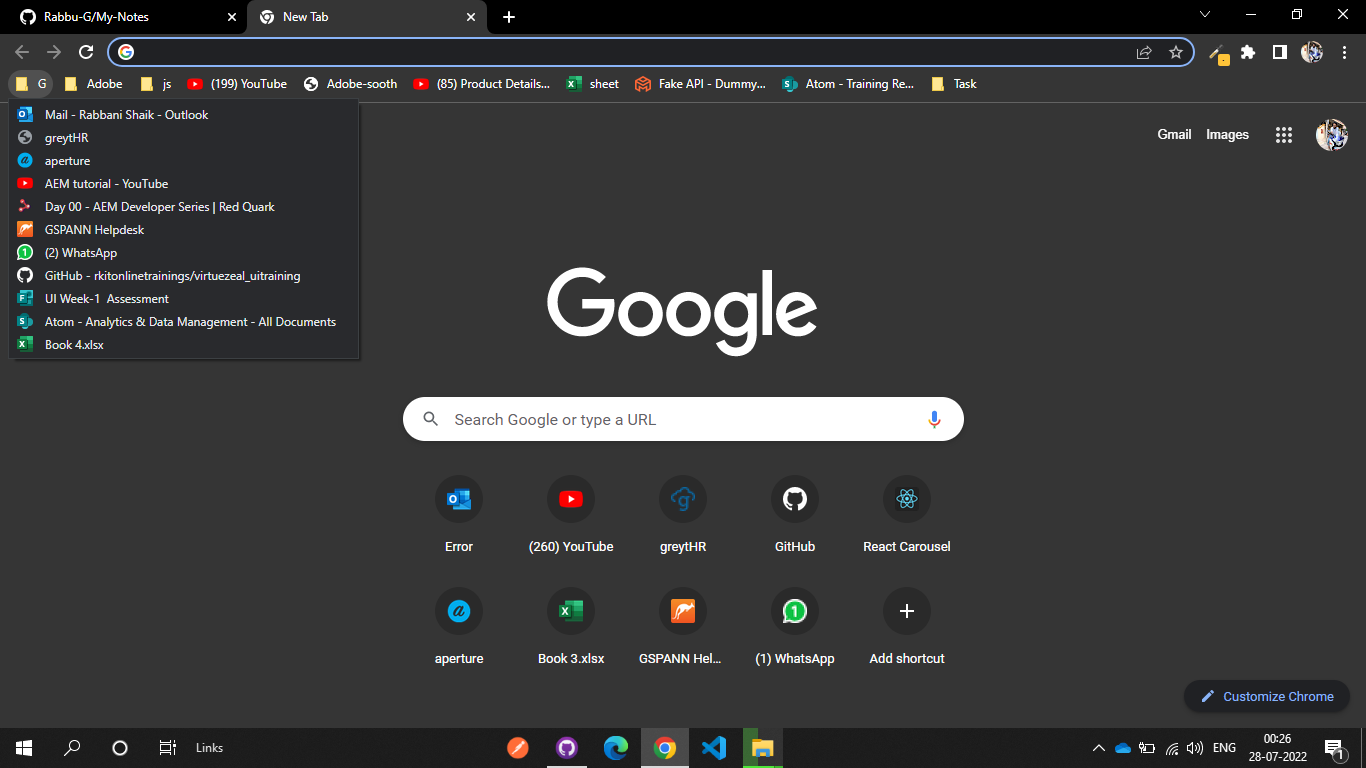 Rabbu-G/My-Notes
New Tab
G
Adobe
js
(199) YouTube
Adobe-sooth
(85) Product Details...
sheet
Fake API - Dummy...
Atom - Training Re...
Task
Mail - Rabbani Shaik - Outlook
greytHR
aperture
AEM tutorial - YouTube
Day 00 - AEM Developer Series | Red Quark
GSPANN Helpdesk
(2) WhatsApp
GitHub - rkitonlinetrainings/virtuezeal_uitraining
UI Week-1 Assessment
Atom - Analytics & Data Management - All Documents
Book 4.xlsx
Gmail
Images
Google
Search Google or type a URL
Error
(260) YouTube
greytHR
GitHub
React Carousel
aperture
Book 3.xlsx
GSPANN Hel...
(1) WhatsApp
Add shortcut
Customize Chrome
Links
ENG
00:26
28-07-2022
1